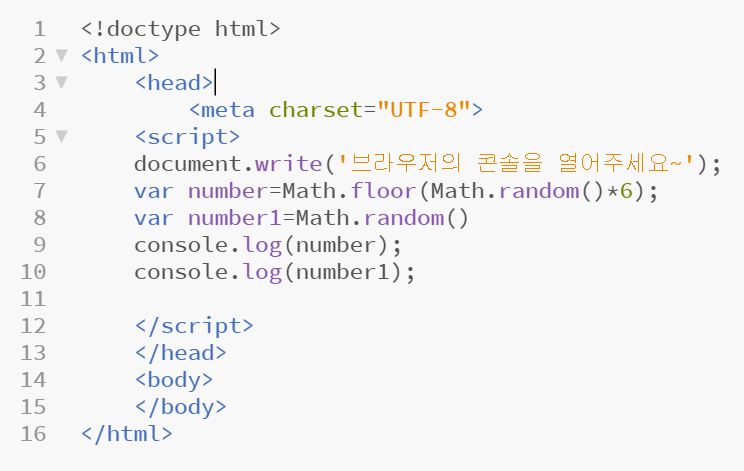 1 <!doctype html>
2 <html>
3 <head>
4 <meta charset="UTF-8">
5 <script>
6 document.write('브라우저의 콘솔을 열어주세요~');
7 var number=Math.floor(Math.random()*6);
8 var number1=Math.random()
9 console.log(number);
10 console.log(number1);
11
12 </script>
13 </head>
14 <body>
15 </body>
16 </html>